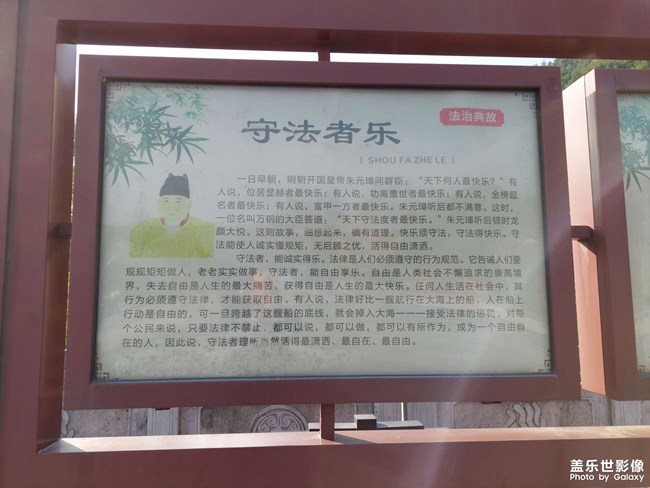 法治典故
守法者乐
[ SHOU FA ZHE LE ]
一日早朝，明朝开国皇帝朱元璋问群臣："天下何人最快乐？"有
人说，位居显赫者最快乐；有人说，功高盖世者最快乐；有人说，金榜题
名者最快乐；有人说，富甲一方者最快乐。朱元璋听后都不满意。这时，
一位名叫万钢的大臣答道："天下守法度者最快乐。"朱元璋听后顿时龙
颜大悦。这则故事，细想起来，确有道理。快乐须守法，守法得快乐。守
法能使人诚实懂规矩，无后顾之忧，活得自由潇洒。
守法者，能诚实得乐。法律是人们必须遵守的行为规范。它告诫人们要
规规矩矩做人，老老实实做事。守法者，能自由享乐。自由是人类社会不懈追求的崇高境
界，失去自由是人生的最大痛苦，获得自由是人生的最大快乐。任何人生活在社会中，其
行为必须遵守法律，才能获取自由。有人说，法律好比一艘航行在大海上的船，人在船上
行动是自由的，可一旦跨越了这艘船的底线，就会掉入大海一一一接受法律的惩罚。对每
个公民来说，只要法律不禁止，都可以说，都可以做，都可以有所作为，成为一个自由自
在的人。因此说，守法者理所当然活得最潇洒、最自在、最自由。
盖乐世影像
Photo by Galaxy